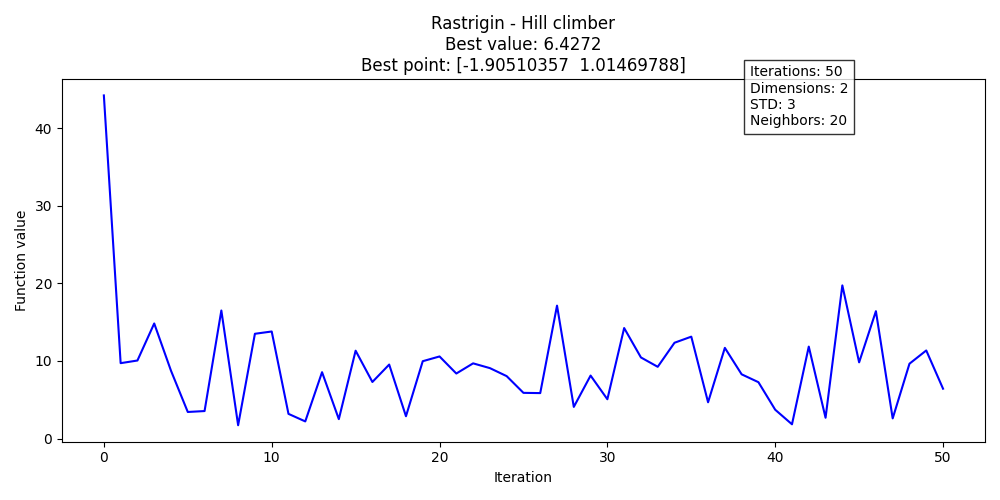 Rastrigin - Hill climber
Best value: 6.4272
Best point: [-1.90510357  1.01469788]
Iterations: 50
Dimensions: 2
STD: 3
Neighbors: 20
Function value
40
30
20
10
0
0 10 20 30 40 50
Iteration